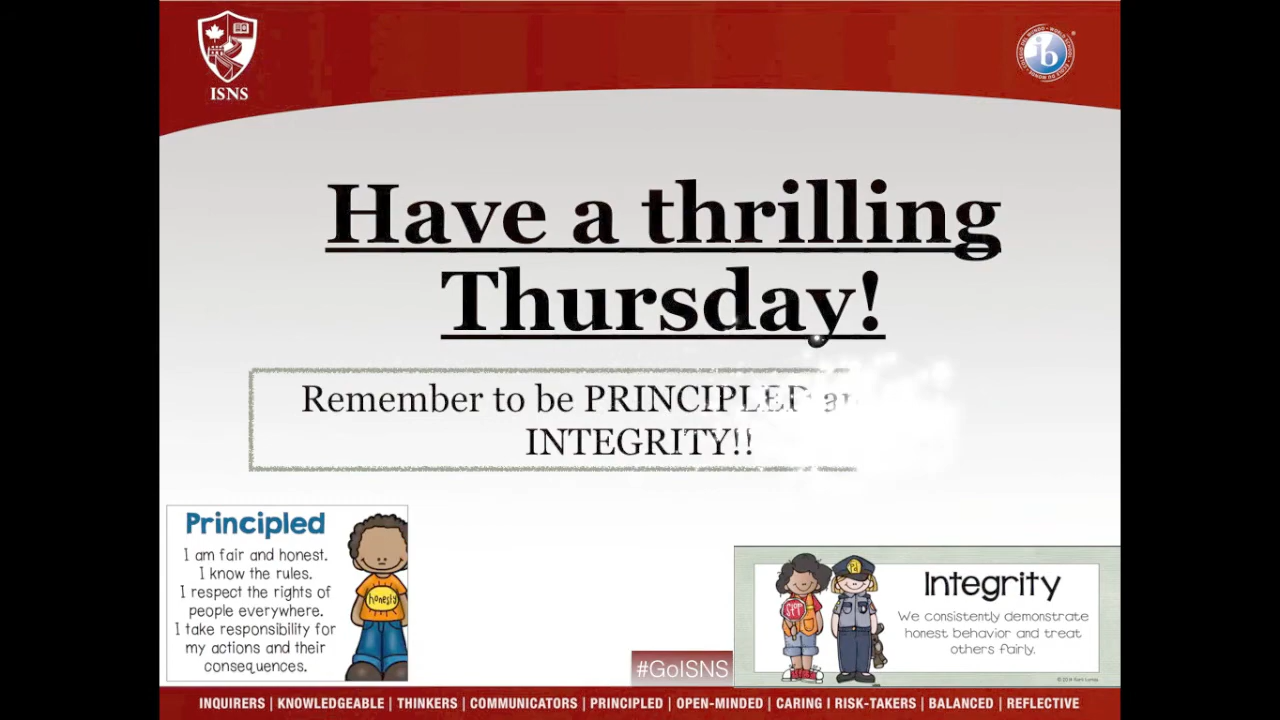 ISNS
ib
Have a thrilling
Thursday!
Remember to be PRINCIPLED
INTEGRITY!!
Principled
I am fair and honest.
I know the rules.
I respect the rights of
people everywhere.
I take responsibility for
my actions and their
consequences.
honesty
STOP
Integrity
We consistently demonstrate
honest behavior and treat
others fairly.
#GoISNS
INQUIRERS | KNOWLEDGEABLE | THINKERS | COMMUNICATORS | PRINCIPLED | OPEN-MINDED | CARING I RISK-TAKERS | BALANCED | REFLECTIVE